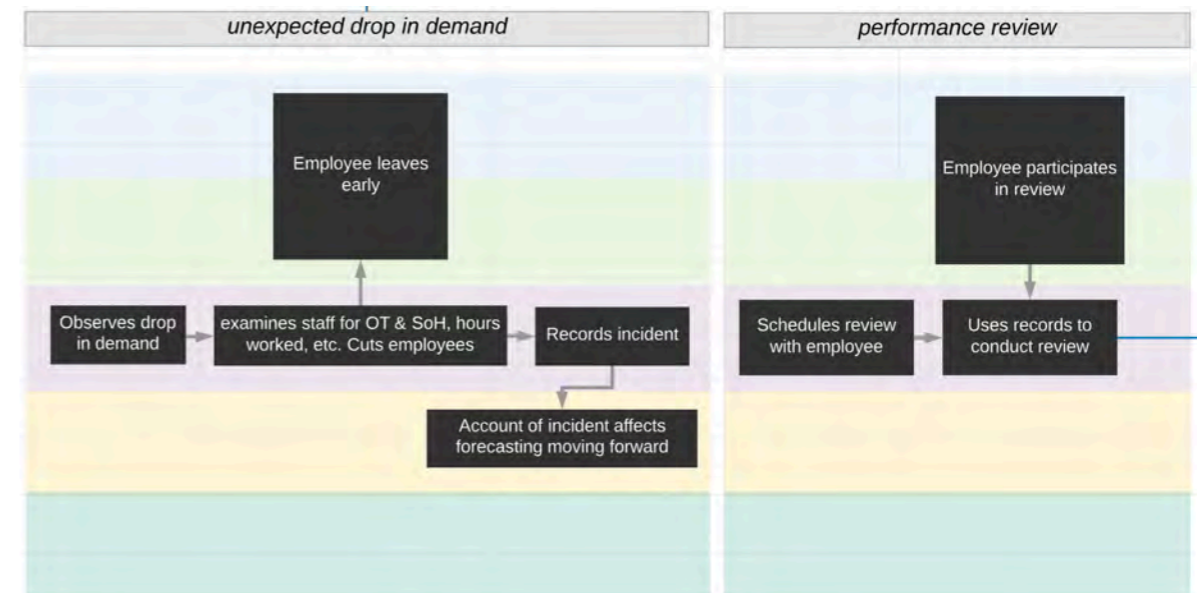 unexpected drop in demand
Employee leaves
early
Observes drop
in demand
examines staff for OT & SoH, hours
worked, etc. Cuts employees
Records incident
Account of incident affects
forecasting moving forward
performance review
Employee participates
in review
Schedules review
with employee
Uses records to
conduct review